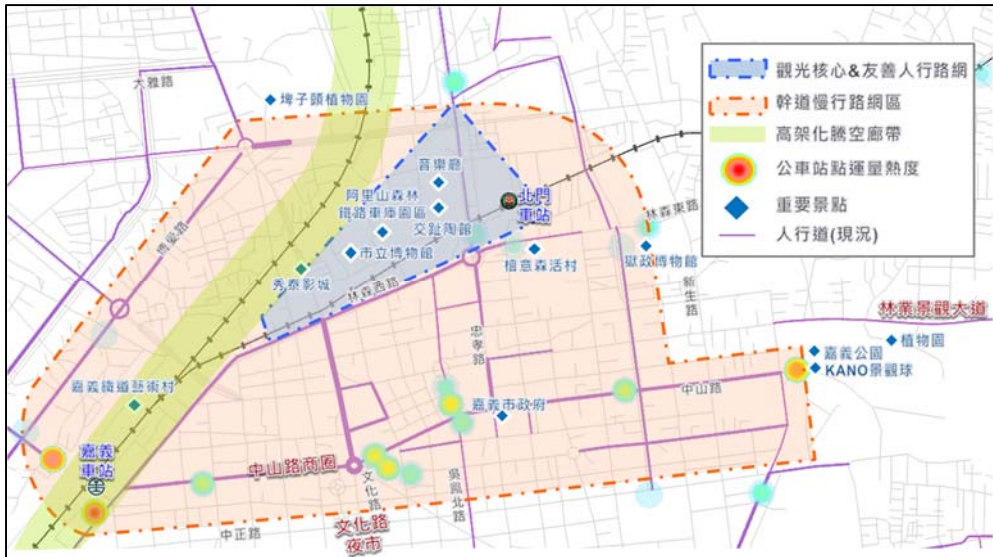 觀光核心&友善人行路網
幹道慢行路網區
高架化騰空廊帶
公車站點運量熱度
重要景點
人行道(現況)
大雅路
埤子頭植物園
音樂廳
阿里山森林
鐵路車庫園區
交趾陶館
北門
車站
博愛路
市立博物館
檜意森活村
林森東路
獄政博物館
秀泰影城
林森西路
新生路
忠孝路
林業景觀大道
植物園
嘉義公園
KANO景觀球
嘉義鐵道藝術村
中山路
嘉義市政府
嘉義
車站
中山路商圈
文化路
吳鳳北路
中正路
文化路
夜市